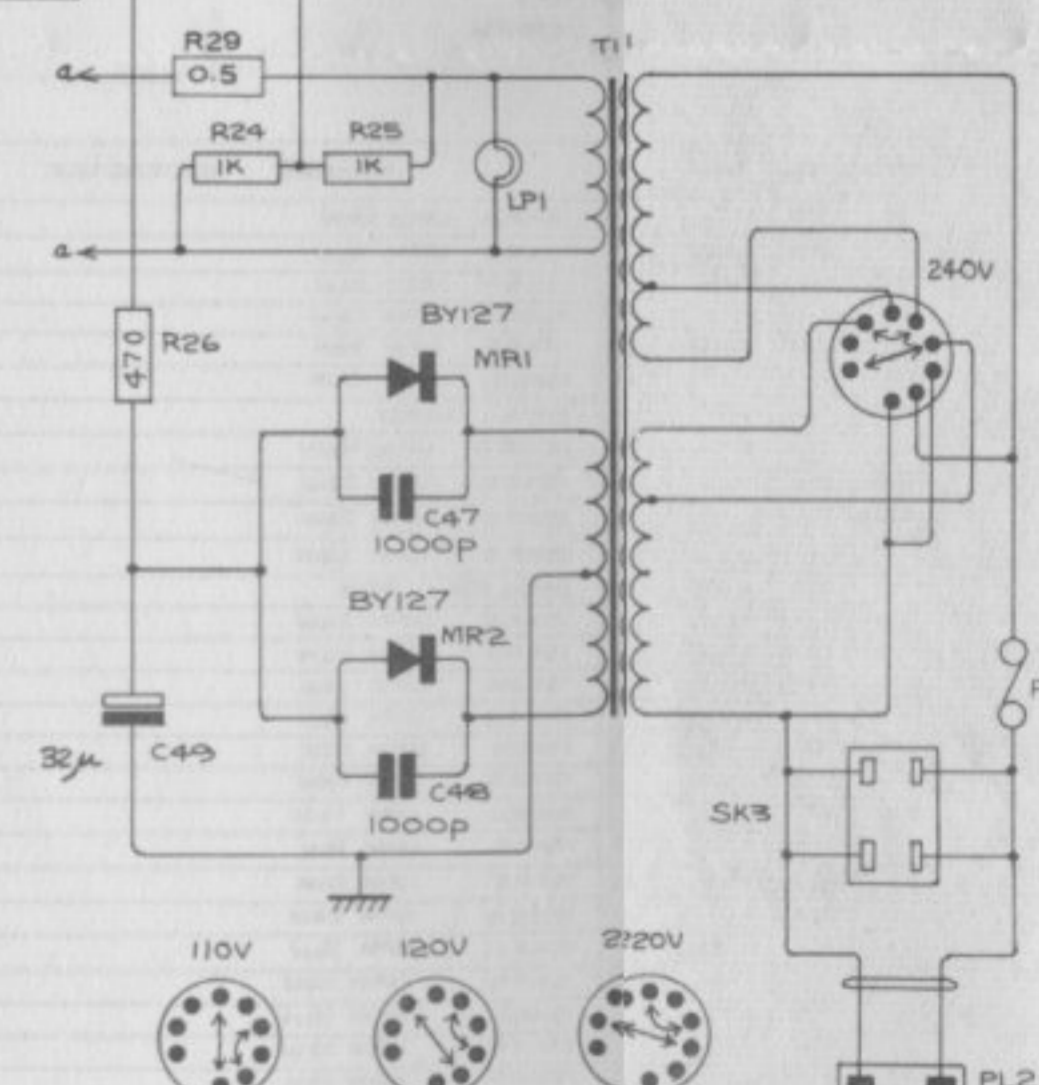 R29
T1
a
0.5
R24
R25
1K
1K
LP1
a
240V
BY127
MR1
470
R26
C47
1000p
BY127
MR2
32µ
C49
C48
1000p
SK3
110V
120V
220V
PL2